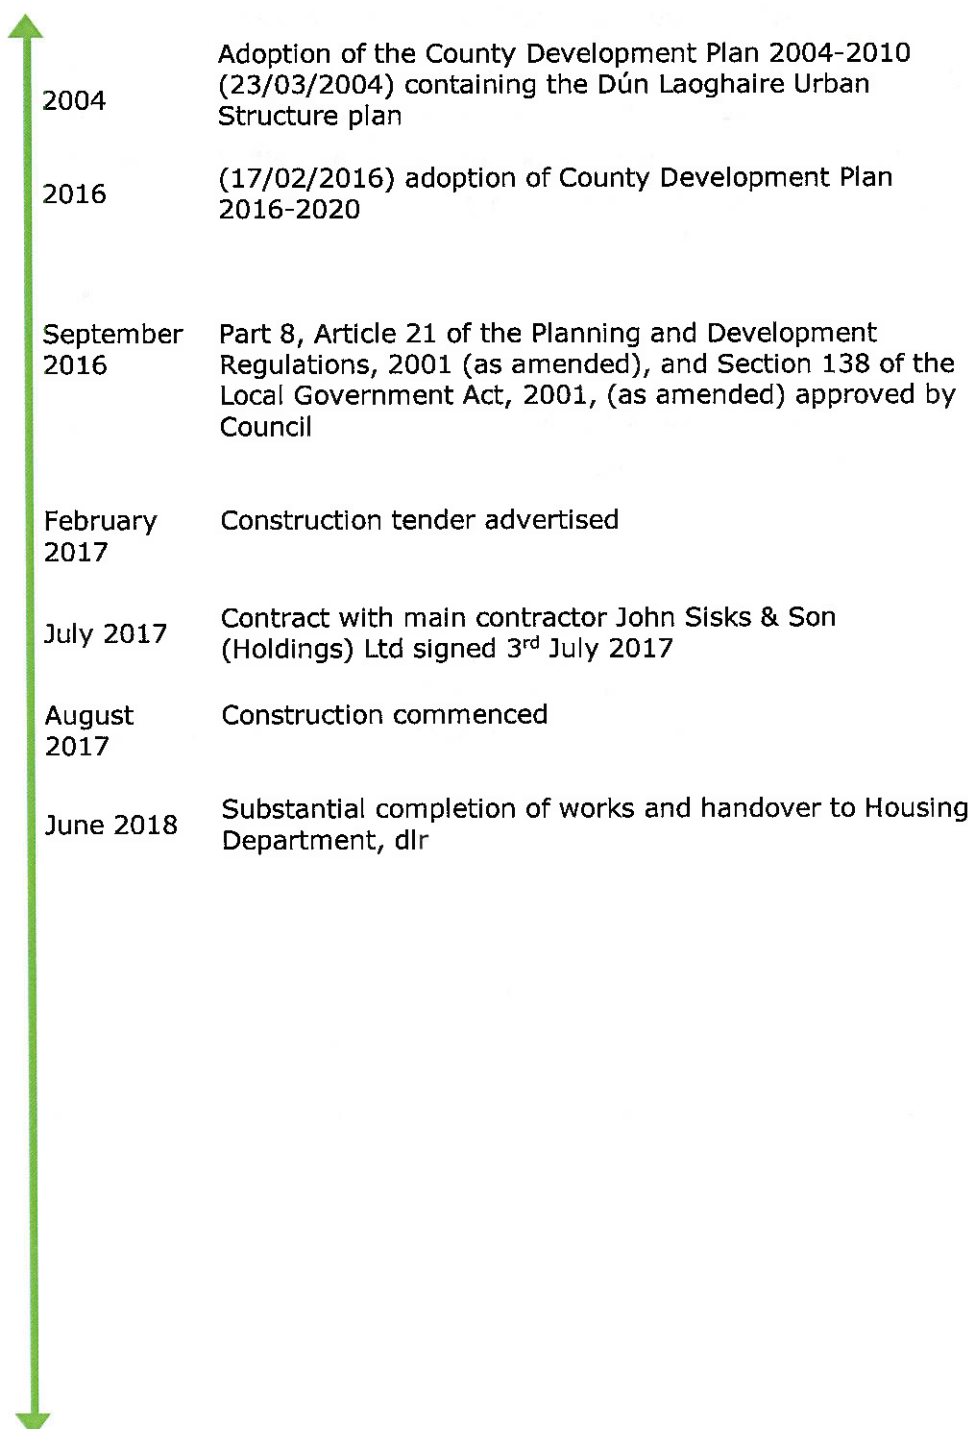 2004
Adoption of the County Development Plan 2004-2010
(23/03/2004) containing the Dún Laoghaire Urban
Structure plan
2016
(17/02/2016) adoption of County Development Plan
2016-2020
September
2016
Part 8, Article 21 of the Planning and Development
Regulations, 2001 (as amended), and Section 138 of the
Local Government Act, 2001, (as amended) approved by
Council
February
2017
Construction tender advertised
July 2017
Contract with main contractor John Sisks & Son
(Holdings) Ltd signed 3rd July 2017
August
2017
Construction commenced
June 2018
Substantial completion of works and handover to Housing
Department, dlr